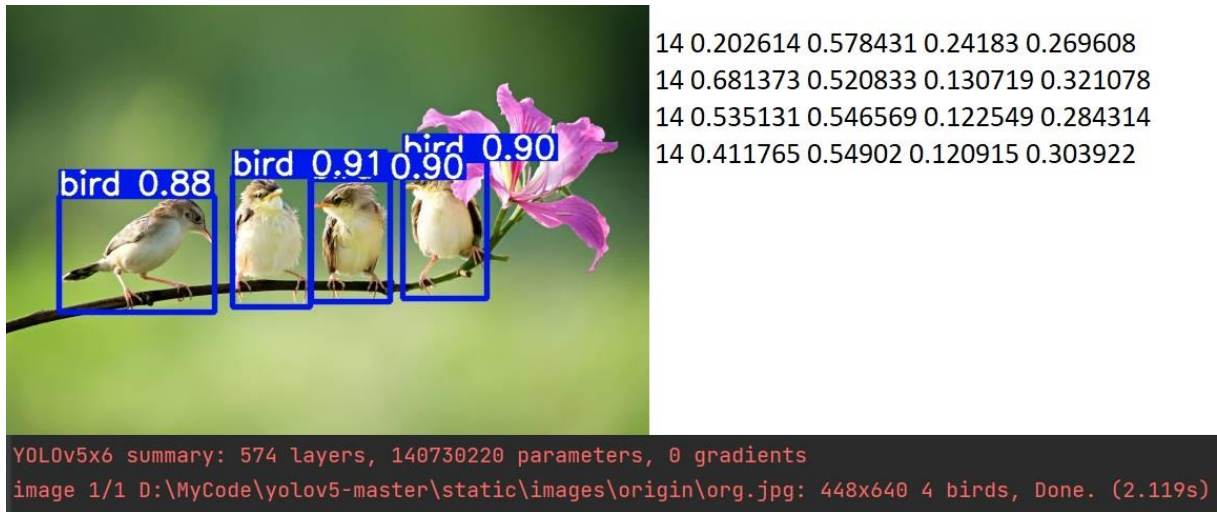 bird 0.88
bird 0.91
0.90
bird 0.90
14 0.202614 0.578431 0.24183 0.269608
14 0.681373 0.520833 0.130719 0.321078
14 0.535131 0.546569 0.122549 0.284314
14 0.411765 0.54902 0.120915 0.303922
YOLOv5x6 summary: 574 layers, 140730220 parameters, 0 gradients
image 1/1 D:\MyCode\yolov5-master\static\images\origin\org.jpg: 448x640 4 birds, Done. (2.119s)